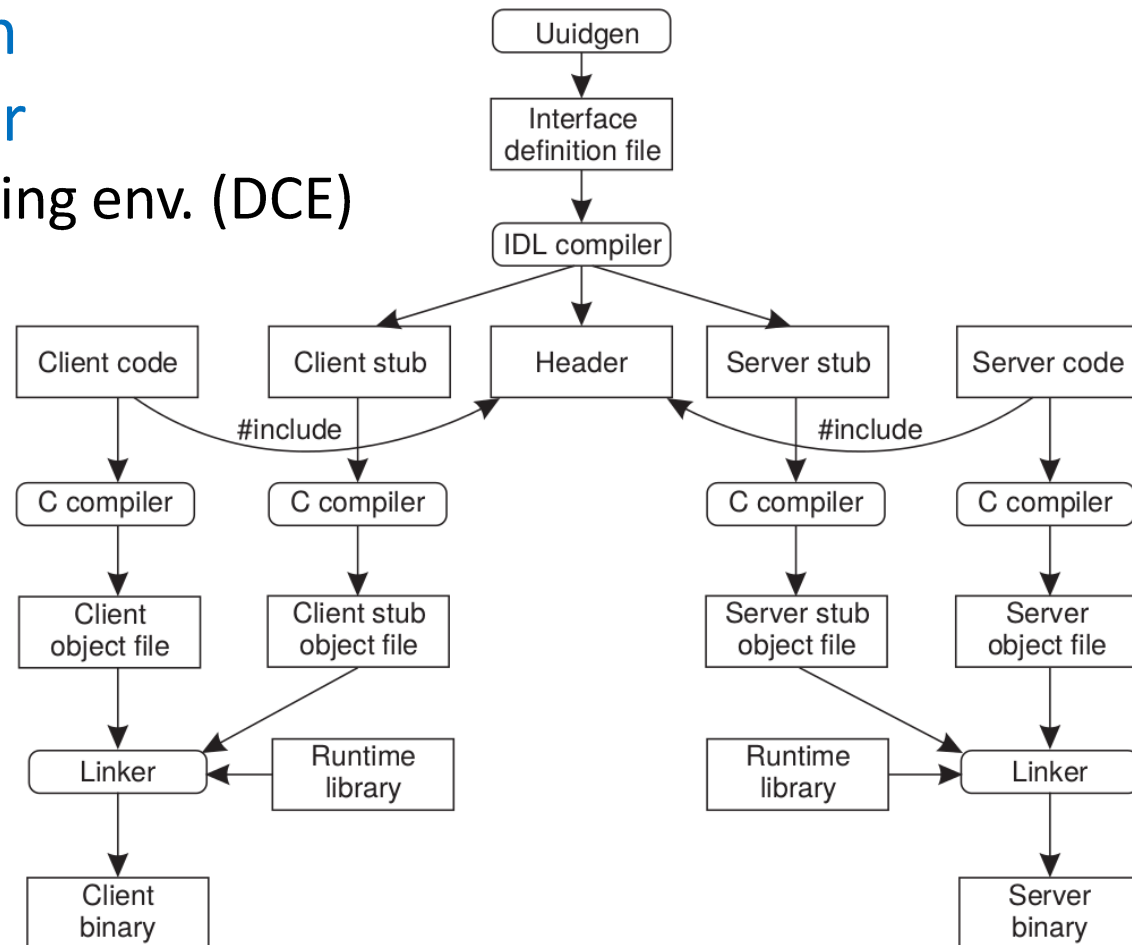 n
r
ing env. (DCE)
Uuidgen
Interface
definition file
IDL compiler
Client code
Client stub
Header
Server stub
Server code
#include
#include
C compiler
C compiler
C compiler
C compiler
Client
object file
Client stub
object file
Server stub
object file
Server
object file
Linker
Runtime
library
Runtime
library
Linker
Client
binary
Server
binary